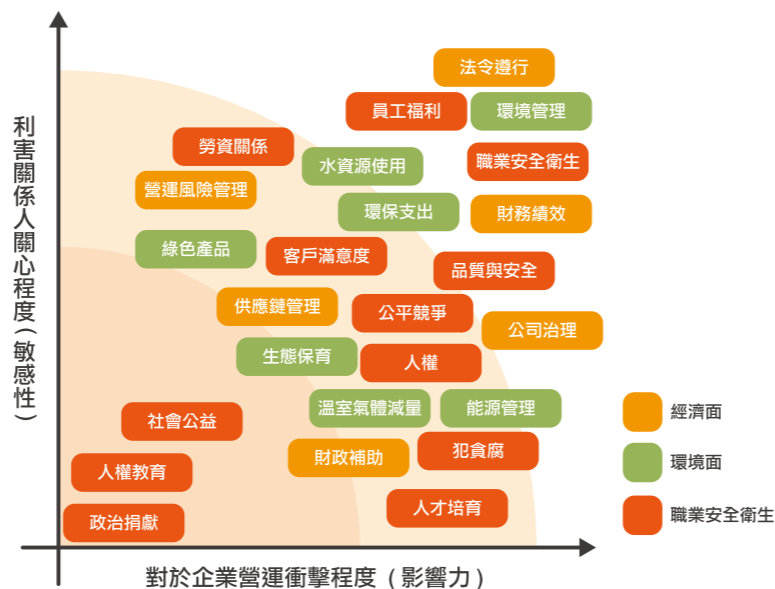 利害關係人關心程度(敏感性)
法令遵行
員工福利
環境管理
勞資關係
水資源使用
職業安全衛生
營運風險管理
環保支出
財務績效
綠色產品
客戶滿意度
品質與安全
供應鏈管理
公平競爭
公司治理
生態保育
人權
社會公益
溫室氣體減量
能源管理
人權教育
財政補助
犯貪腐
政治捐獻
人才培育
經濟面
環境面
職業安全衛生
對於企業營運衝擊程度 ( 影響力 )